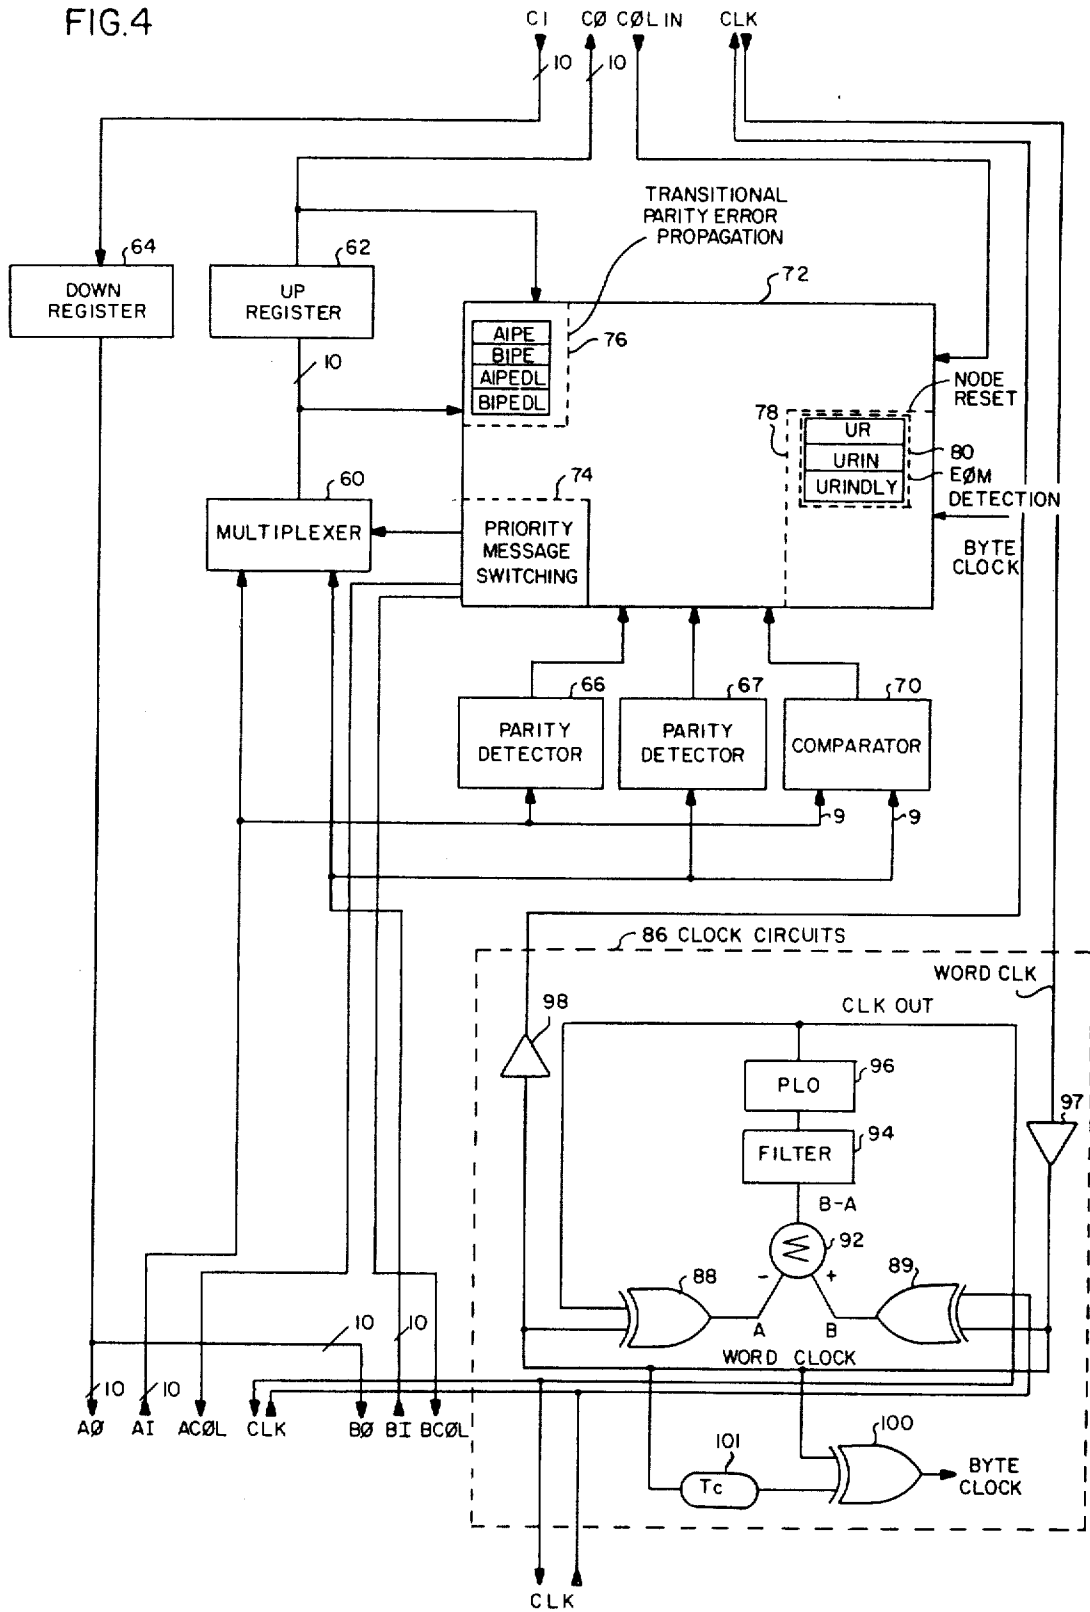 FIG.4
CI CØ CØLIN CLK
10 10
TRANSITIONAL
PARITY ERROR
PROPAGATION
64
62
72
DOWN
REGISTER
UP
REGISTER
AIPE
BIPE
AIPEDL
BIPEDL
76
10
NODE
RESET
78
UR
URIN
URINDLY
80
EØM
DETECTION
60
MULTIPLEXER
74
PRIORITY
MESSAGE
SWITCHING
BYTE
CLOCK
66
67
70
PARITY
DETECTOR
PARITY
DETECTOR
COMPARATOR
9 9
86 CLOCK CIRCUITS
WORD CLK
98
CLK OUT
PLO
96
97
FILTER
94
B-A
Σ
92
- +
88
89
A B
WORD CLOCK
10 10
10 10
AØ AI ACØL CLK BØ BI BCØL
100
101
Tc
BYTE
CLOCK
CLK